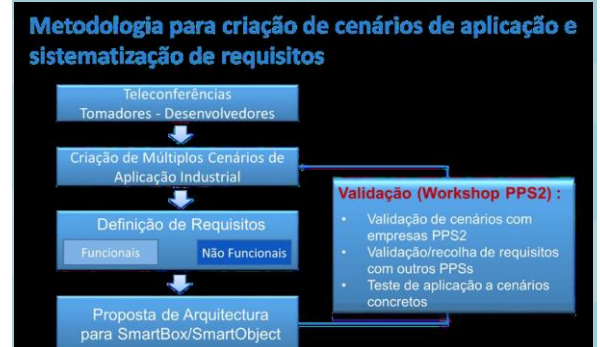 Metodologia para criação de cenários de aplicação e
sistematização de requisitos
Teleconferências
Tomadores - Desenvolvedores
Criação de Múltiplos Cenários de
Aplicação Industrial
Definição de Requisitos
Funcionais
Não Funcionais
Proposta de Arquitectura
para SmartBox/SmartObject
Validação (Workshop PPS2) :
• Validação de cenários com
empresas PPS2
• Validação/recolha de requisitos
com outros PPSs
• Teste de aplicação a cenários
concretos